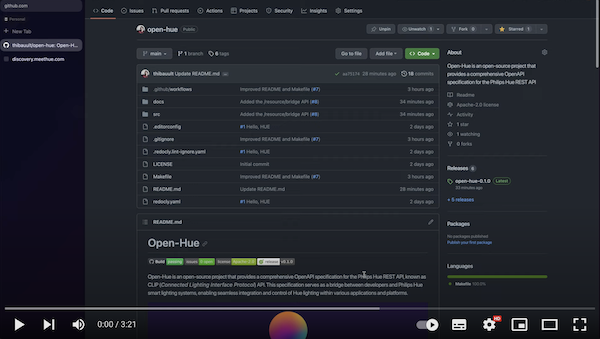 github.com
Code Issues Pull requests Actions Projects Security Insights Settings
Personal
New Tab
thibauult/open-hue: Open-H...
discovery.meethue.com
open-hue Public
Unpin Unwatch 1 Fork 0 Starred 1
main 1 branch 6 tags
Go to file Add file Code
thibauult Update README.md
28 minutes ago 18 commits
.github/workflows Improved README and Makefile (#7) 3 hours ago
docs Added the /resource/bridge API (#8) 34 minutes ago
src Added the /resource/bridge API (#8) 34 minutes ago
.editorconfig #1 Hello, HUE 2 days ago
.gitignore Improved README and Makefile (#7) 3 hours ago
.redocly.lint-ignore.yaml #1 Hello, HUE 2 days ago
LICENSE Initial commit 2 days ago
Makefile Improved README and Makefile (#7) 3 hours ago
README.md Update README.md 28 minutes ago
redocly.yaml #1 Hello, HUE 2 days ago
README.md
Open-Hue
Build passing issues 0 open license Apache-2.0 release v0.1.0
Open-Hue is an open-source project that provides a comprehensive OpenAPI specification for the Philips Hue REST API, known as
CLIP (Connected Lighting Interface Protocol) API. This specification serves as a bridge between developers and Philips Hue
smart lighting systems, enabling seamless integration and control of Hue lighting within various applications and platforms.
About
Open-Hue is an open-source project that
provides a comprehensive OpenAPI
specification for the Philips Hue REST API
Readme
Apache-2.0 license
Activity
1 star
1 watching
0 forks
Releases 6
open-hue-0.1.0 Latest
23 minutes ago
+ 5 releases
Packages
No packages published
Publish your first package
Languages
Makefile 100.0%
0:00 / 3:21
HD